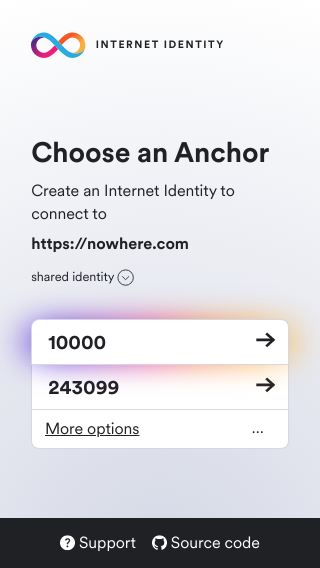 INTERNET IDENTITY
Choose an Anchor
Create an Internet Identity to
connect to
https://nowhere.com
shared identity
10000
243099
More options ...
Support Source code